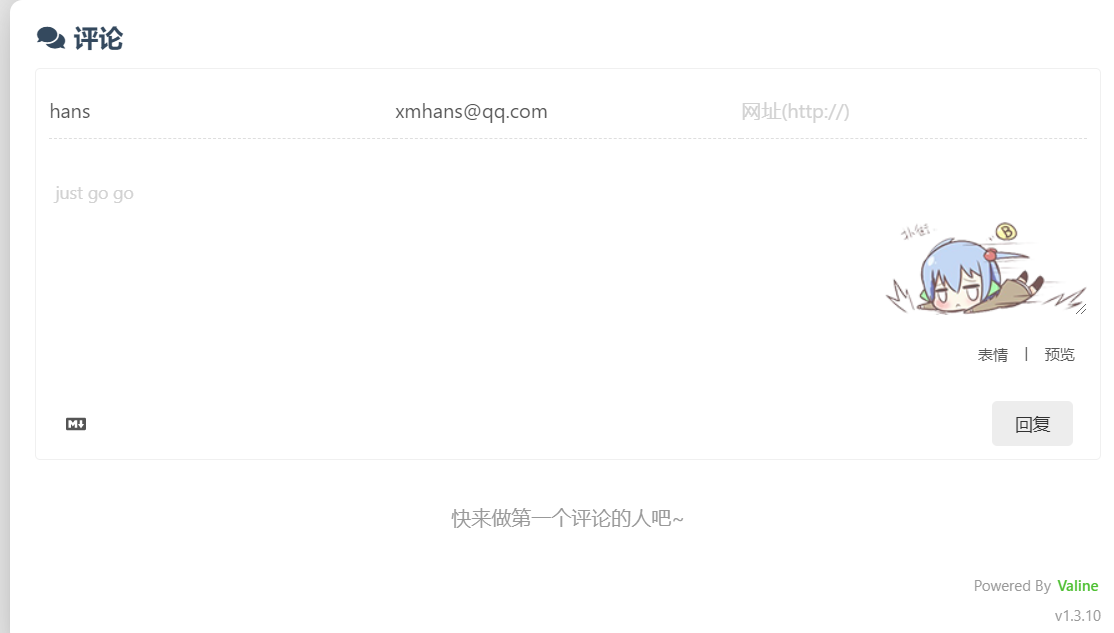 评论
hans xmhans@qq.com 网址(http://)
just go go
B
表情 | 预览
M↓
回复
快来做第一个评论的人吧~
Powered By Valine
v1.3.10